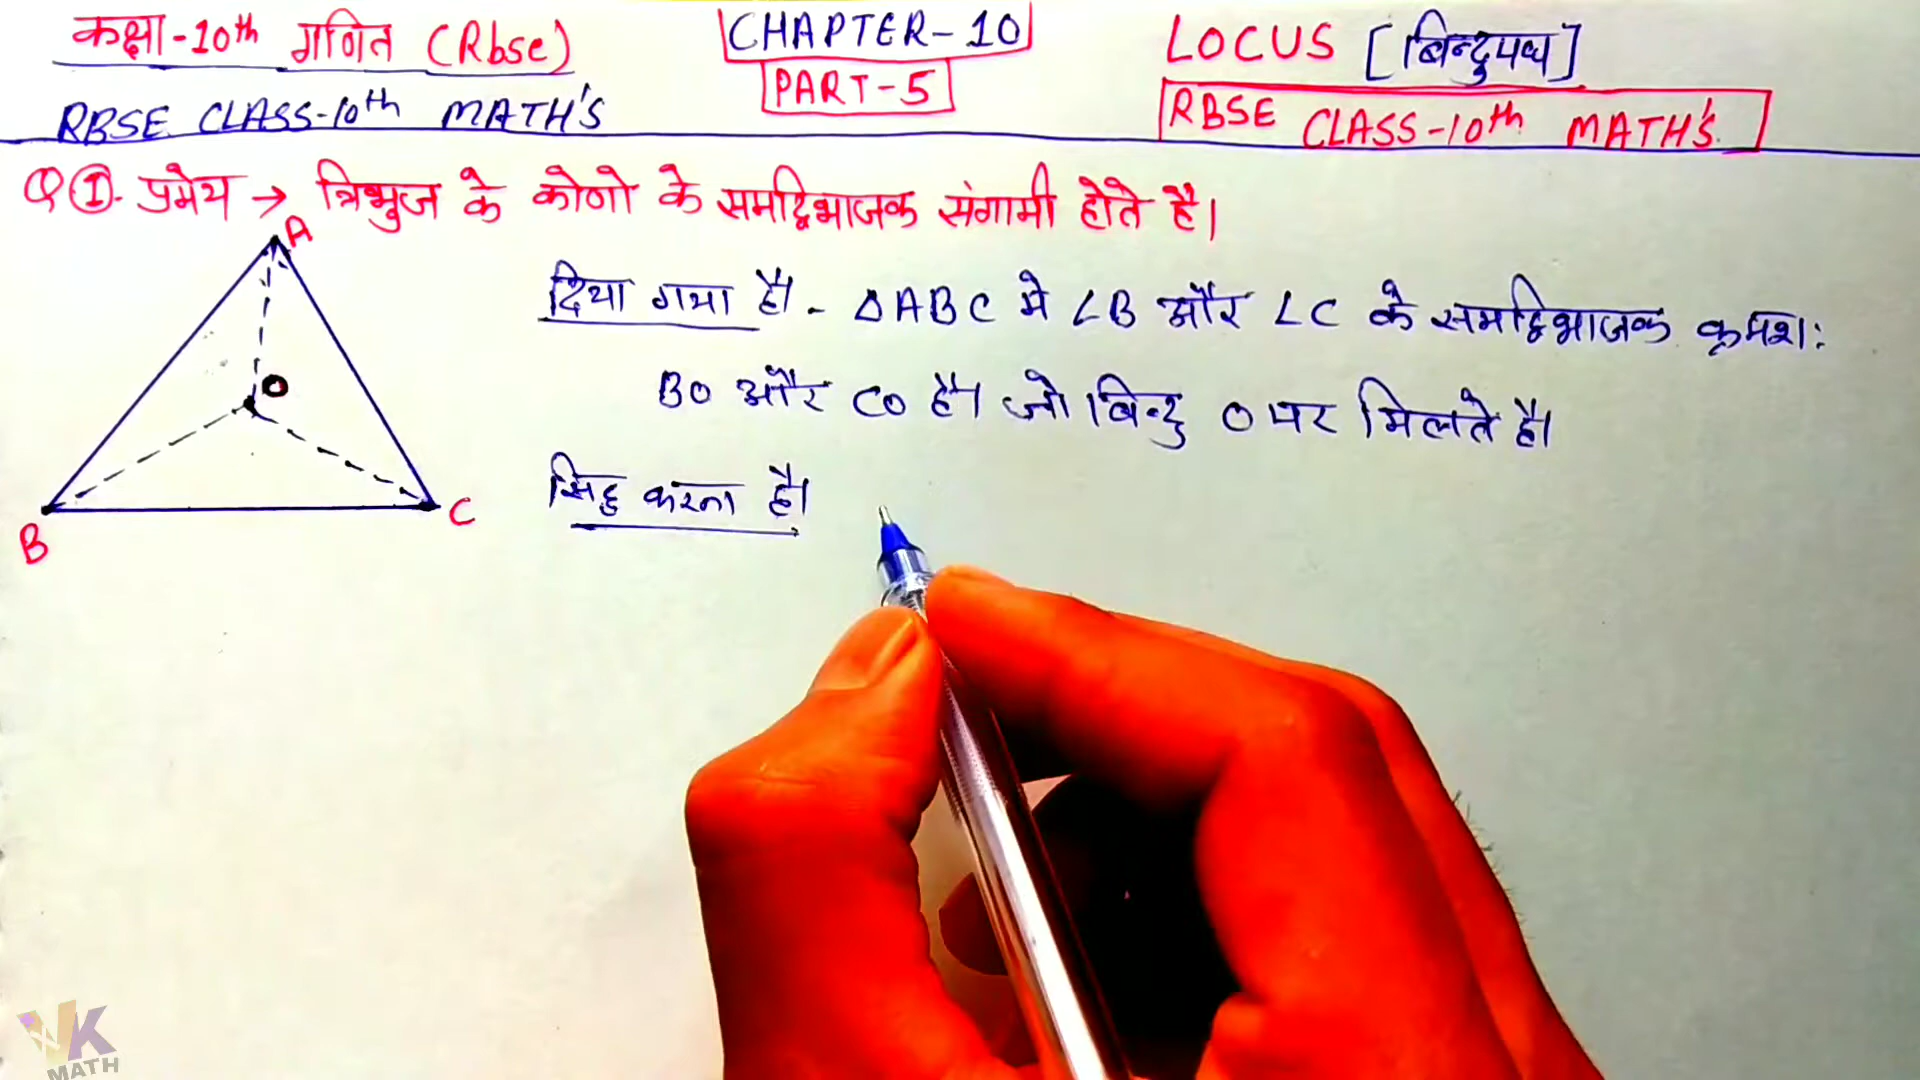 कक्षा-10th गणित (Rbse)
RBSE CLASS-10th MATH'S
CHAPTER-10
PART-5
LOCUS [बिन्दुपथ]
RBSE CLASS-10th MATH'S
Q①. प्रमेय → त्रिभुज के कोणो के समद्विभाजक संगामी होते है।
A
O
B
C
दिया गया है। - ΔABC मे ∠B और ∠C के समद्विभाजक क्रमश:
BO और CO है। जो बिन्दु O पर मिलते है।
सिद्ध करना है।
VK
MATH